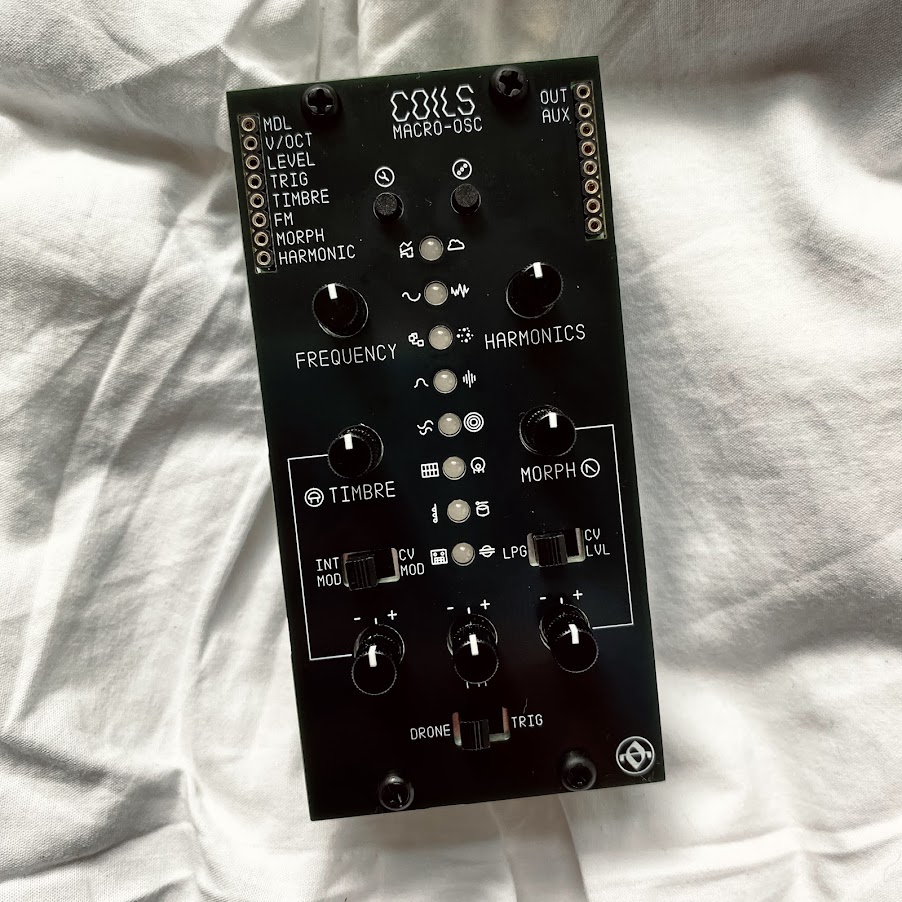 COILS
MACRO-OSC
MDL
V/OCT
LEVEL
TRIG
TIMBRE
FM
MORPH
HARMONIC
OUT
AUX
FREQUENCY
HARMONICS
TIMBRE
MORPH
INT
MOD
CV
MOD
LPG
CV
LVL
- +
- +
- +
DRONE
TRIG